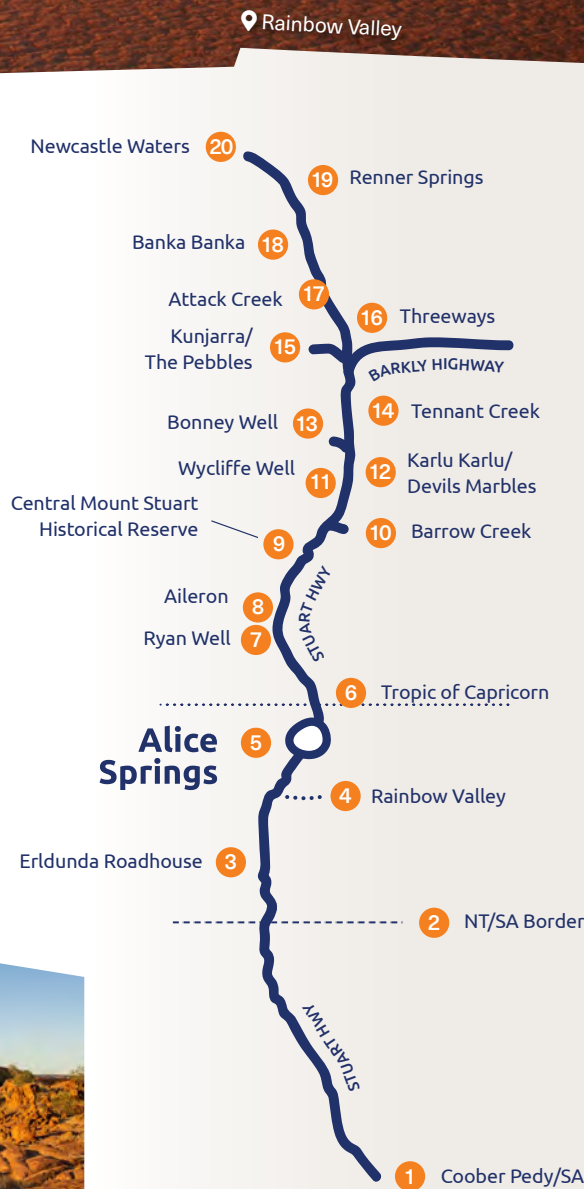 Rainbow Valley
Newcastle Waters 20
19 Renner Springs
Banka Banka 18
Attack Creek 17
16 Threeways
Kunjarra/
The Pebbles
15
BARKLY HIGHWAY
14 Tennant Creek
Bonney Well 13
Wycliffe Well 11
12 Karlu Karlu/
Devils Marbles
Central Mount Stuart
Historical Reserve
9
10 Barrow Creek
STUART HWY
Aileron 8
Ryan Well 7
6 Tropic of Capricorn
Alice
Springs
5
4 Rainbow Valley
Erldunda Roadhouse 3
2 NT/SA Border
STUART HWY
1 Coober Pedy/SA